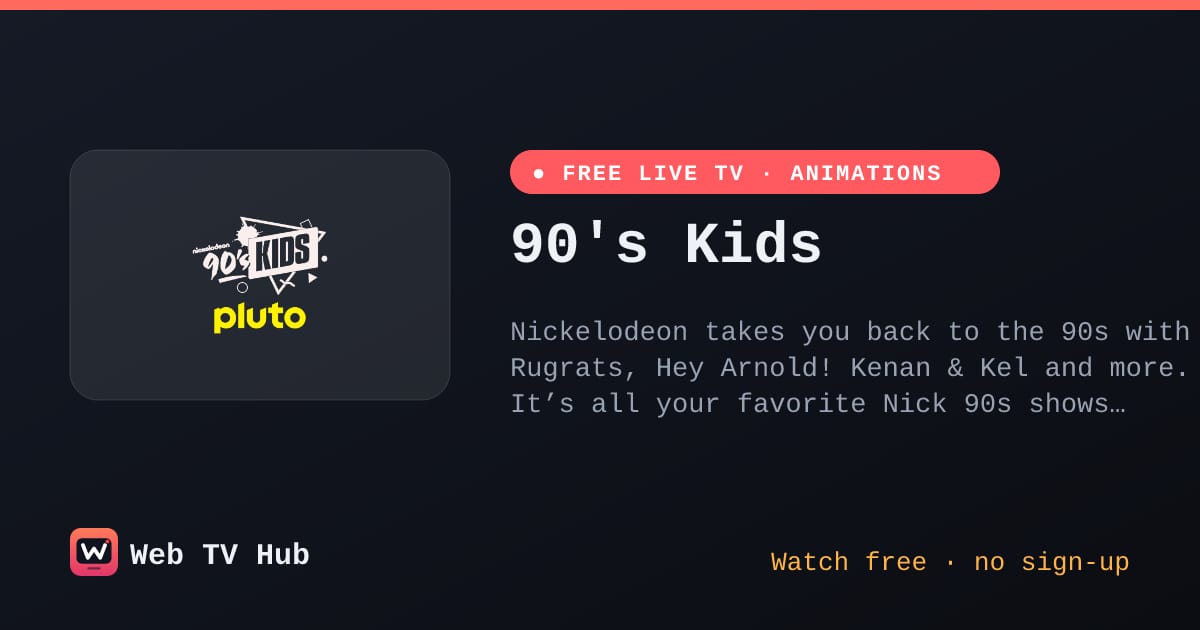 ● FREE LIVE TV · ANIMATIONS
nickelodeon
90's KIDS
pluto
90's Kids
Nickelodeon takes you back to the 90s with
Rugrats, Hey Arnold! Kenan & Kel and more.
It’s all your favorite Nick 90s shows…
W
Web TV Hub
Watch free · no sign-up